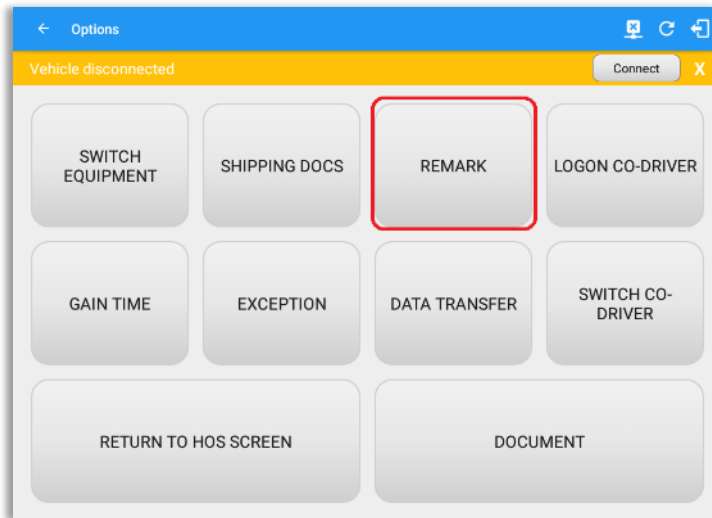 Options
Vehicle disconnected
Connect
X
SWITCH
EQUIPMENT
SHIPPING DOCS
REMARK
LOGON CO-DRIVER
GAIN TIME
EXCEPTION
DATA TRANSFER
SWITCH CO-
DRIVER
RETURN TO HOS SCREEN
DOCUMENT